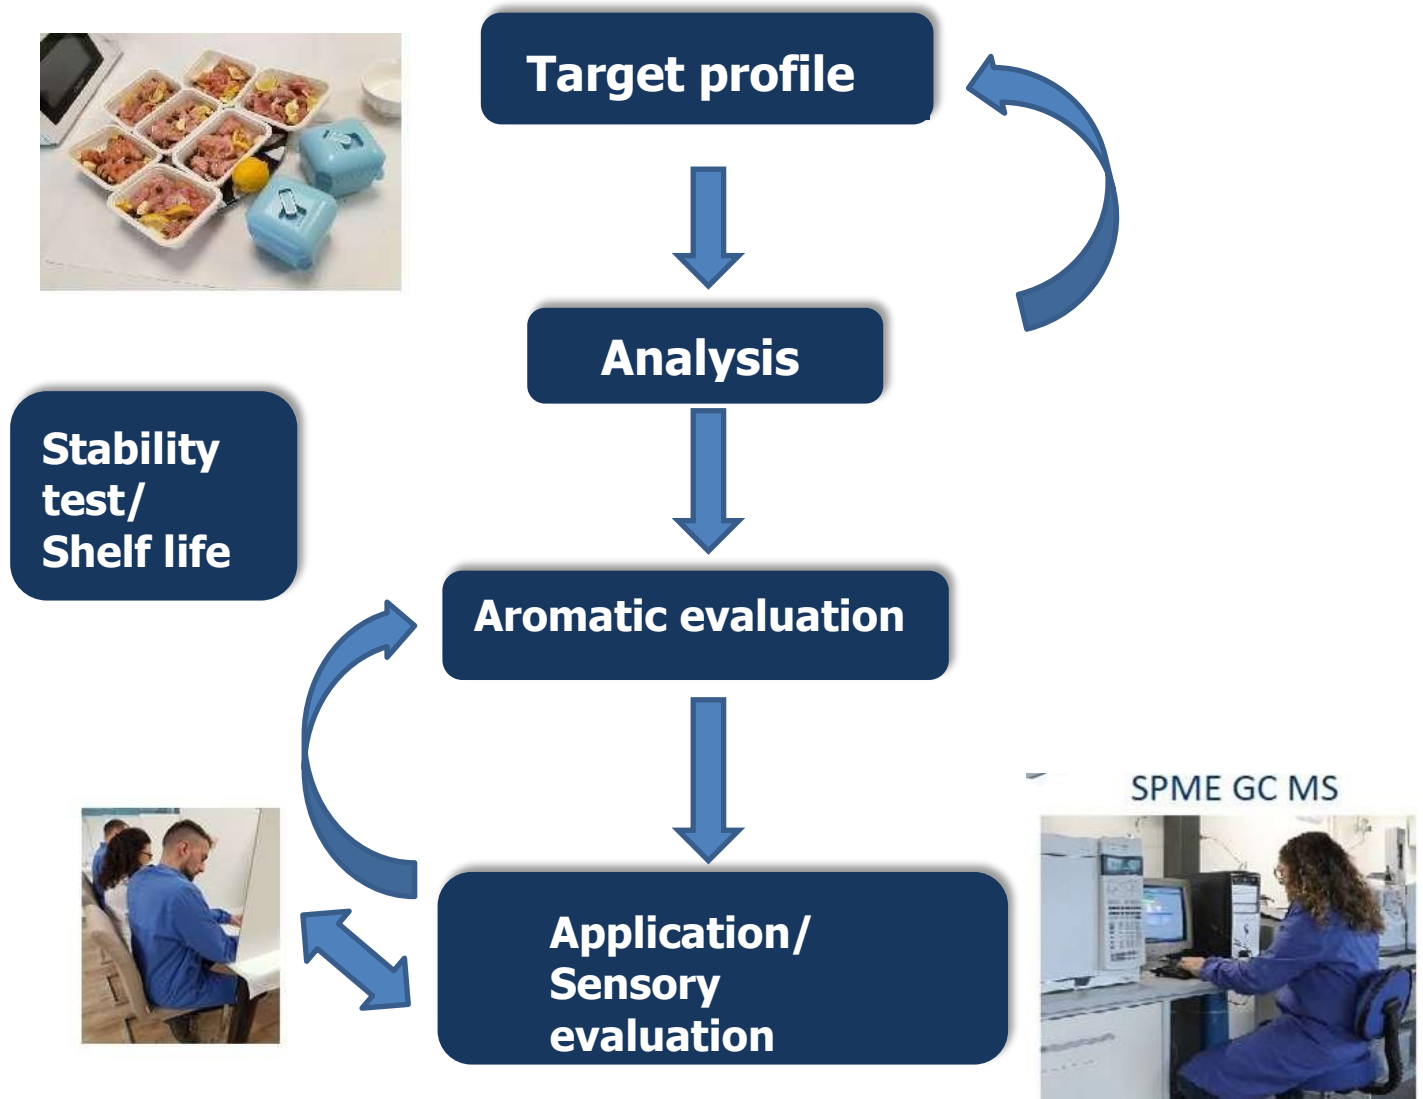 Target profile
Analysis
Stability
test/
Shelf life
Aromatic evaluation
SPME GC MS
Application/
Sensory
evaluation